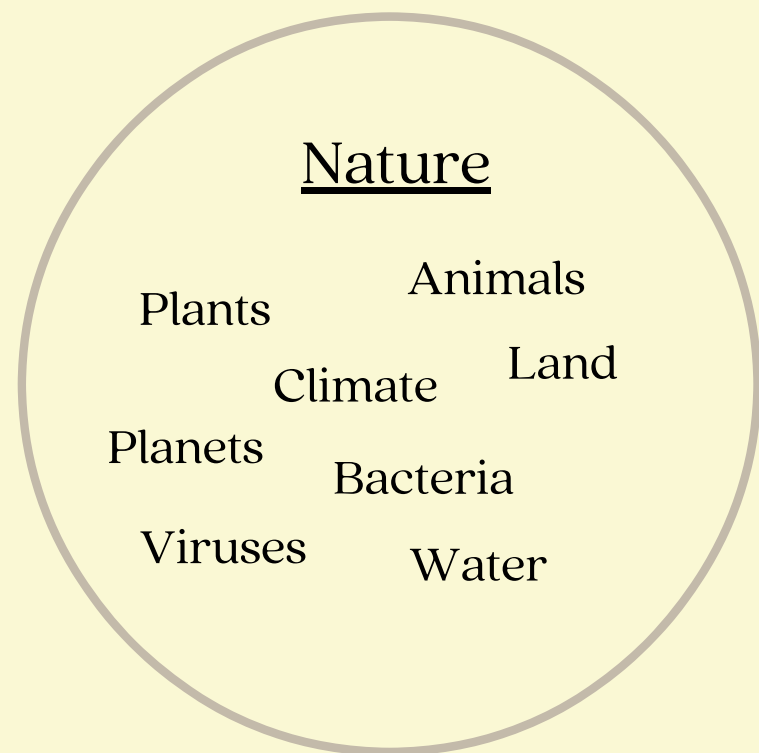 Nature
Animals
Plants
Land
Climate
Planets
Bacteria
Viruses
Water